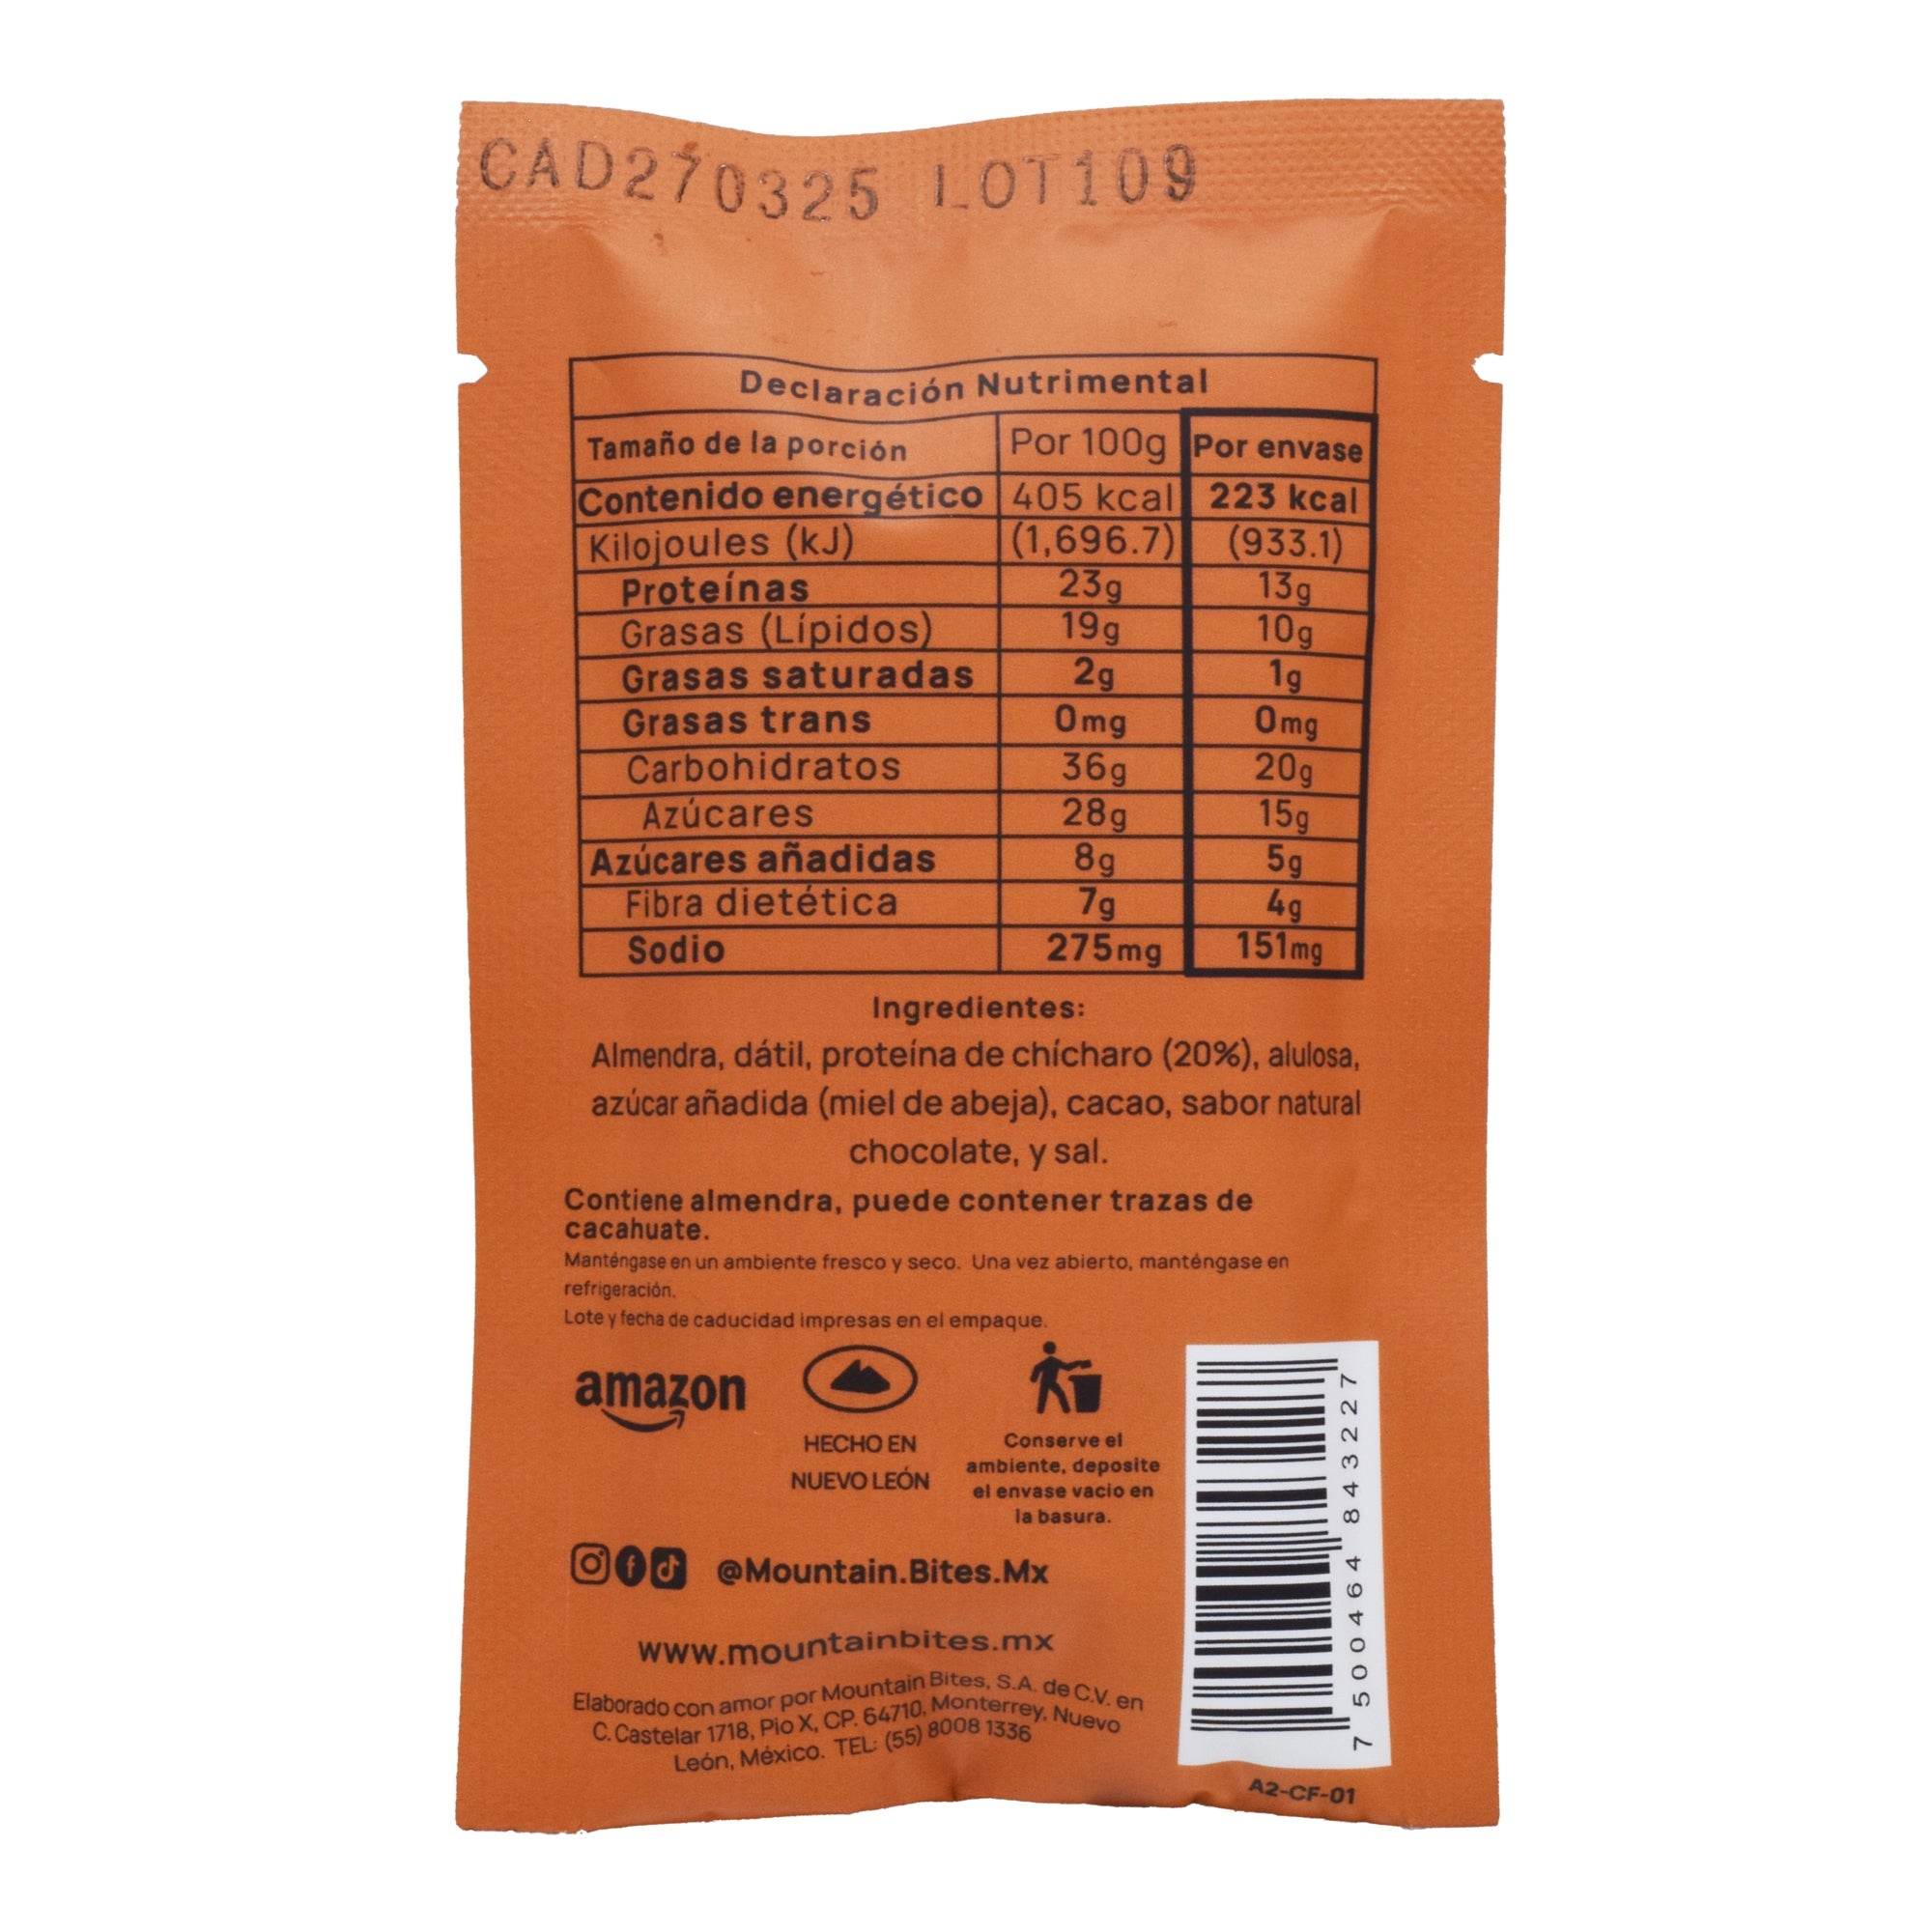 CAD270325 LOT109
Declaración Nutrimental
Tamaño de la porción Por 100g Por envase
Contenido energético 405 kcal 223 kcal
Kilojoules (kJ) (1,696.7) (933.1)
Proteínas 23g 13g
Grasas (Lípidos) 19g 10g
Grasas saturadas 2g 1g
Grasas trans 0mg 0mg
Carbohidratos 36g 20g
Azúcares 28g 15g
Azúcares añadidas 8g 5g
Fibra dietética 7g 4g
Sodio 275mg 151mg
Ingredientes:
Almendra, dátil, proteína de chícharo (20%), alulosa,
azúcar añadida (miel de abeja), cacao, sabor natural
chocolate, y sal.
Contiene almendra, puede contener trazas de
cacahuate.
Manténgase en un ambiente fresco y seco. Una vez abierto, manténgase en
refrigeración.
Lote y fecha de caducidad impresas en el empaque.
amazon
HECHO EN
NUEVO LEÓN
Conserve el
ambiente, deposite
el envase vacio en
la basura.
@Mountain.Bites.Mx
www.mountainbites.mx
Elaborado con amor por Mountain Bites, S.A. de C.V. en
C. Castelar 1718, Pio X, CP. 64710, Monterrey, Nuevo
León, México. TEL: (55) 8008 1336
7 500464 843227
A2-CF-01